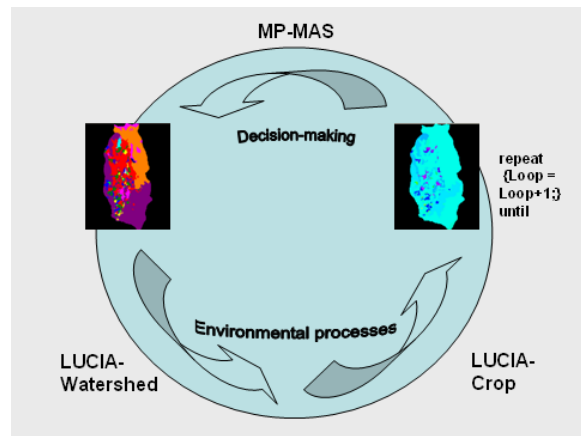 MP-MAS
Decision-making
repeat
{Loop =
Loop+1;}
until
Environmental processes
LUCIA-
Watershed
LUCIA-
Crop